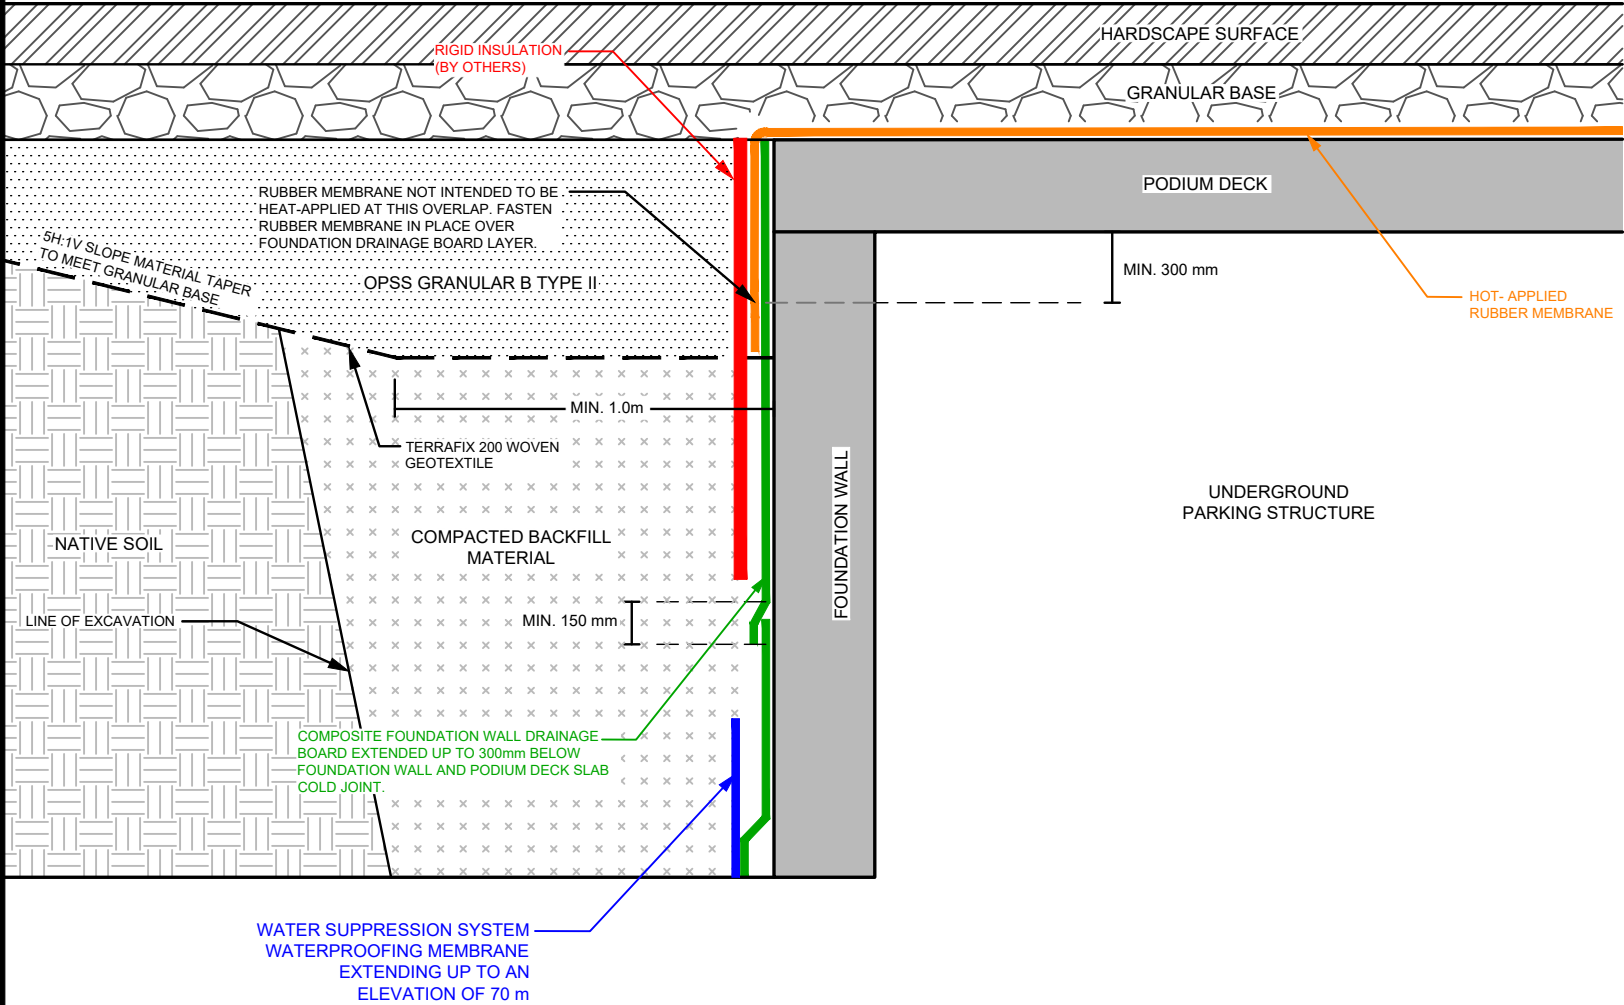 HARDSCAPE SURFACE
RIGID INSULATION
(BY OTHERS)
GRANULAR BASE
PODIUM DECK
RUBBER MEMBRANE NOT INTENDED TO BE
HEAT-APPLIED AT THIS OVERLAP. FASTEN
RUBBER MEMBRANE IN PLACE OVER
FOUNDATION DRAINAGE BOARD LAYER.
5H:1V SLOPE MATERIAL TAPER
TO MEET GRANULAR BASE
OPSS GRANULAR B TYPE II
MIN. 300 mm
HOT- APPLIED
RUBBER MEMBRANE
MIN. 1.0m
TERRAFIX 200 WOVEN
GEOTEXTILE
FOUNDATION WALL
UNDERGROUND
PARKING STRUCTURE
NATIVE SOIL
COMPACTED BACKFILL
MATERIAL
LINE OF EXCAVATION
MIN. 150 mm
COMPOSITE FOUNDATION WALL DRAINAGE
BOARD EXTENDED UP TO 300mm BELOW
FOUNDATION WALL AND PODIUM DECK SLAB
COLD JOINT.
WATER SUPPRESSION SYSTEM
WATERPROOFING MEMBRANE
EXTENDING UP TO AN
ELEVATION OF 70 m